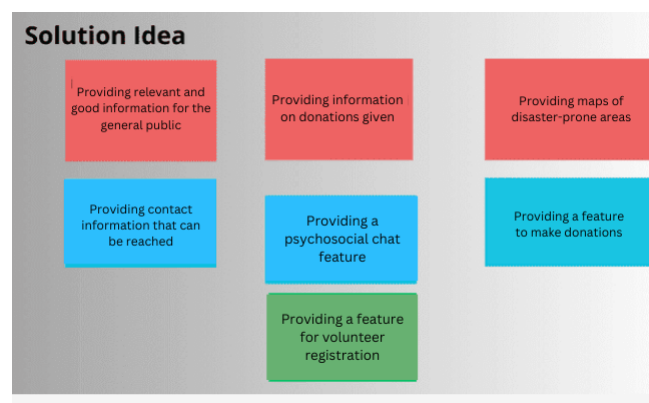 Solution Idea
Providing relevant and
good information for the
general public
Providing information
on donations given
Providing maps of
disaster-prone areas
Providing contact
information that can
be reached
Providing a
psychosocial chat
feature
Providing a feature
to make donations
Providing a feature
for volunteer
registration